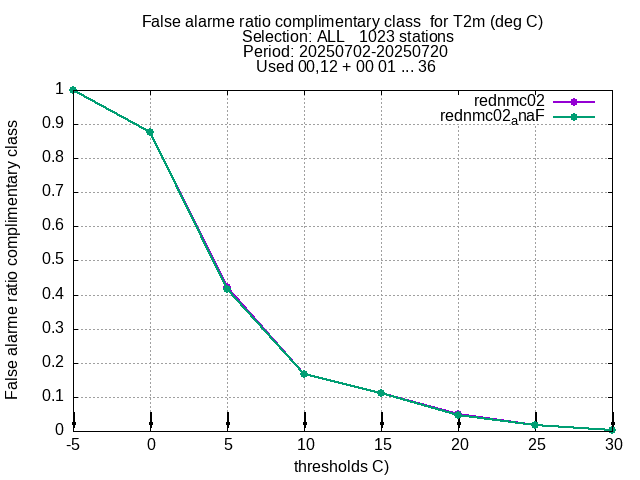 False alarme ratio complimentary class  for T2m (deg C)
Selection: ALL   1023 stations
Period: 20250702-20250720
Used 00,12 + 00 01 ... 36
rednmc02
rednmc02anaF
False alarme ratio complimentary class
1
0.9
0.8
0.7
0.6
0.5
0.4
0.3
0.2
0.1
0
-5 0 5 10 15 20 25 30
thresholds C)